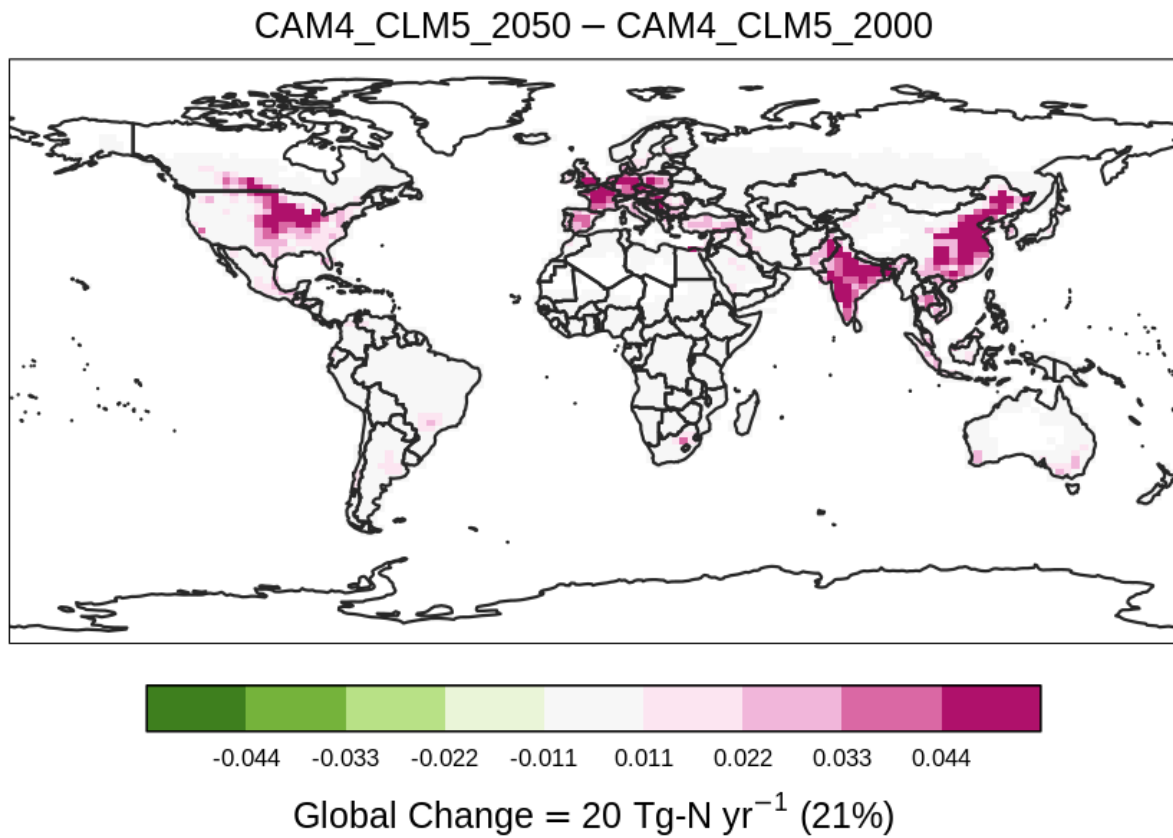 CAM4_CLM5_2050 – CAM4_CLM5_2000
-0.044 -0.033 -0.022 -0.011 0.011 0.022 0.033 0.044
Global Change = 20 Tg-N yr⁻¹ (21%)